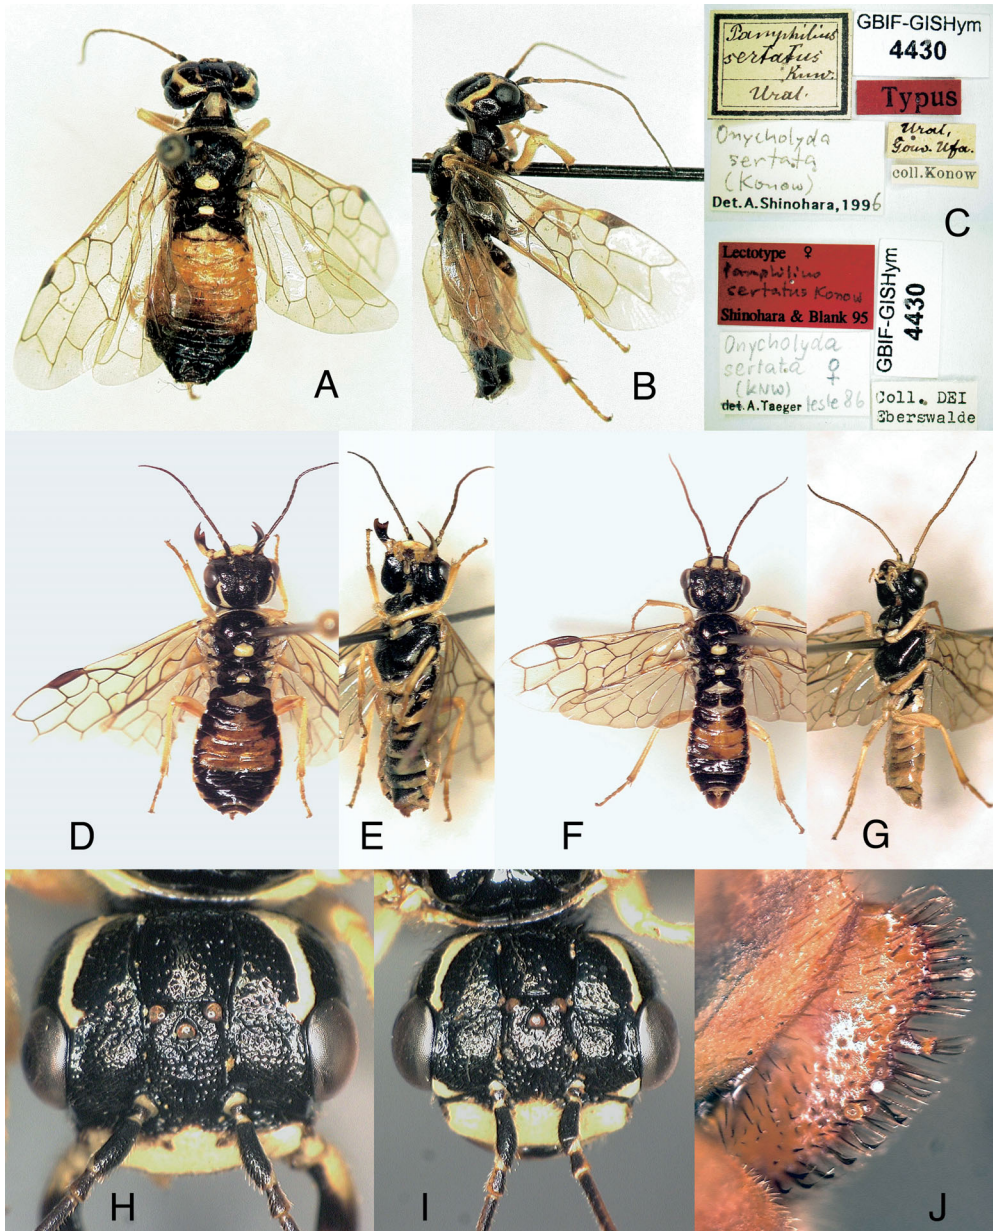 Pamphilius
sertatus
Knw.
Ural.
GBIF-GISHym
4430
Typus
Ural,
Gouv. Ufa.
coll.Konow
Onycholyda
sertata
(Konow)
Det.A.Shinohara,1996
A
B
C
Lectotype ♀
Pamphilius
sertatus Konow
Shinohara & Blank 95
GBIF-GISHym
4430
Onycholyda
sertata ♀
(KNW)
det.A.Taeger teste 86
Coll. DEI
Eberswalde
D
E
F
G
H
I
J